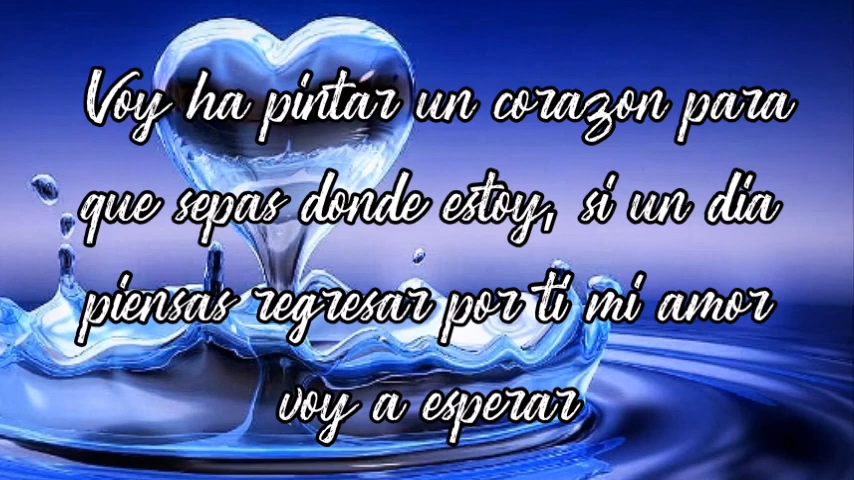 Voy ha pintar un corazon para
que sepas donde estoy, si un dia
piensas regresar por ti mi amor
voy a esperar